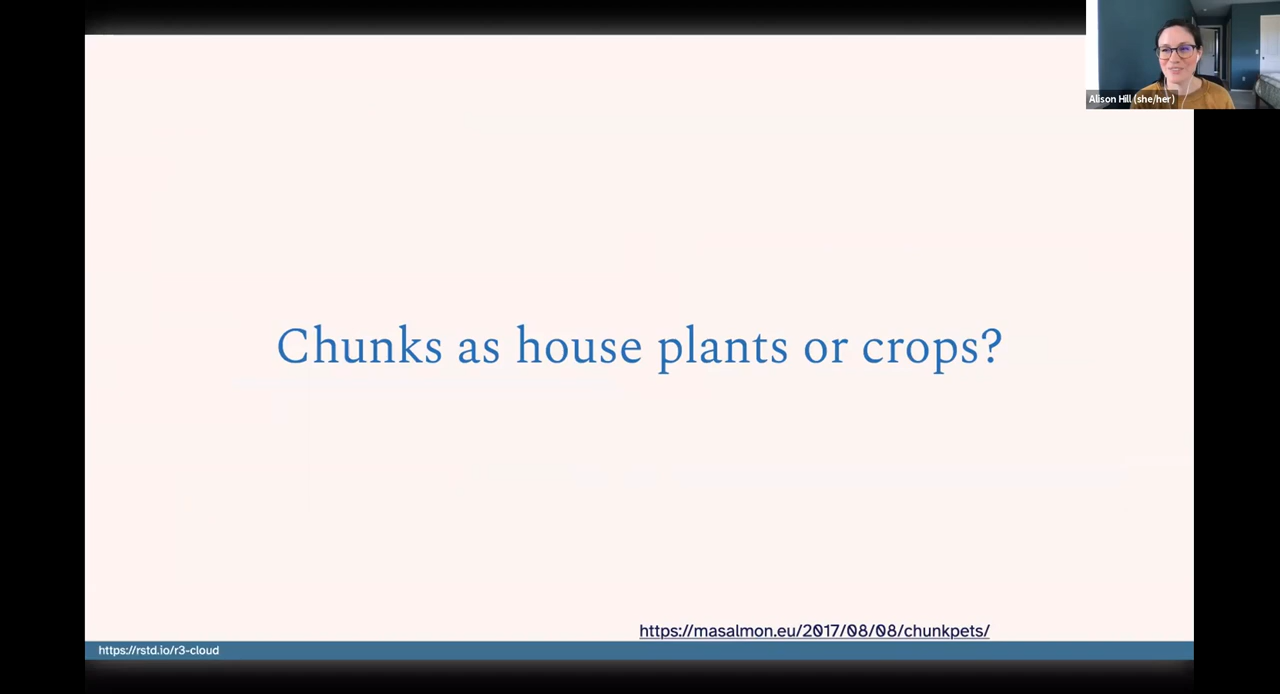 Alison Hill (she/her)
Chunks as house plants or crops?
https://masalmon.eu/2017/08/08/chunkpets/
https://rstd.io/r3-cloud